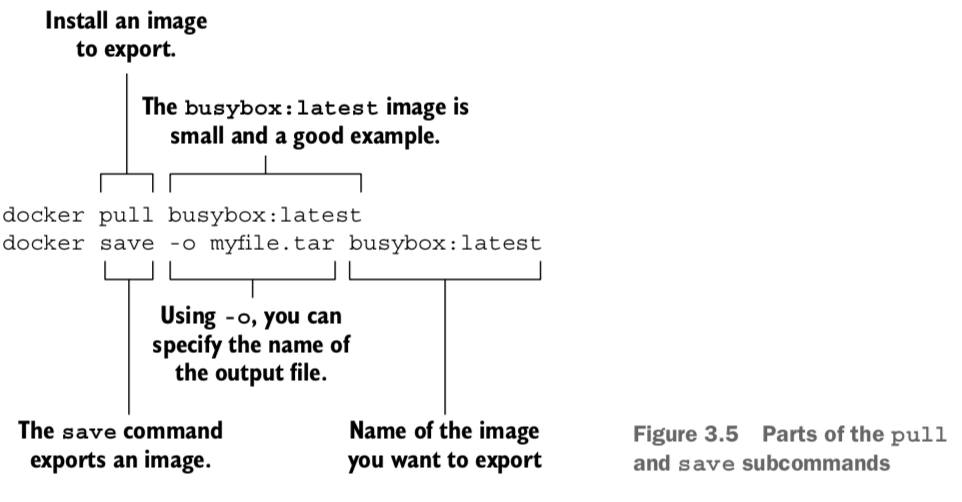 Install an image
to export.
The busybox:latest image is
small and a good example.
docker pull busybox:latest
docker save -o myfile.tar busybox:latest
Using -o, you can
specify the name of
the output file.
The save command
exports an image.
Name of the image
you want to export
Figure 3.5 Parts of the pull
and save subcommands